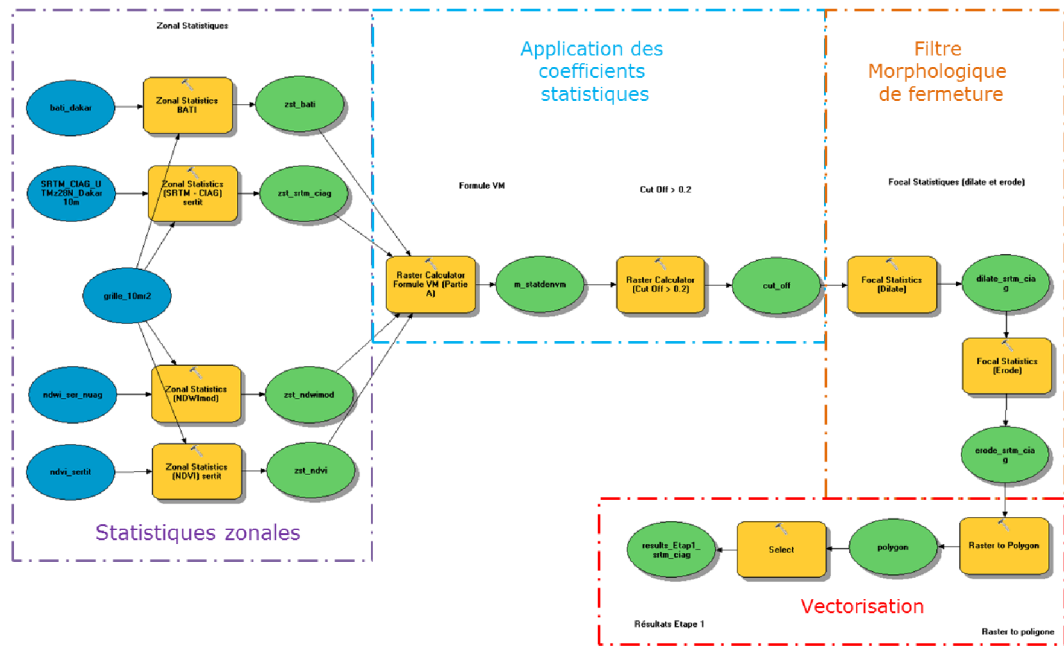 Zonal Statistiques
bati_dakar
Zonal Statistics
BATI
zst_bati
SRTM_CIAG_U
TMz28N_Dakar
10m
Zonal Statistics
(SRTM - CIAG)
sertit
zst_srtm_ciag
grille_10mr2
ndwi_ser_nuag
Zonal Statistics
(NDWImod)
zst_ndwimod
ndvi_sertit
Zonal Statistics
(NDVI) sertit
zst_ndvi
Statistiques zonales
Application des
coefficients
statistiques
Formule VM
Cut Off > 0.2
Raster Calculator
Formule VM (Partie
A)
m_statdenvm
Raster Calculator
(Cut Off > 0.2)
cut_off
Filtre
Morphologique
de fermeture
Focal Statistiques (dilate et erode)
Focal Statistics
(Dilate)
dilate_srtm_cia
g
Focal Statistics
(Erode)
erode_srtm_cia
g
Raster to Polygon
polygon
Select
results_Etap1_
srtm_ciag
Vectorisation
Résultats Etape 1
Raster to poligone